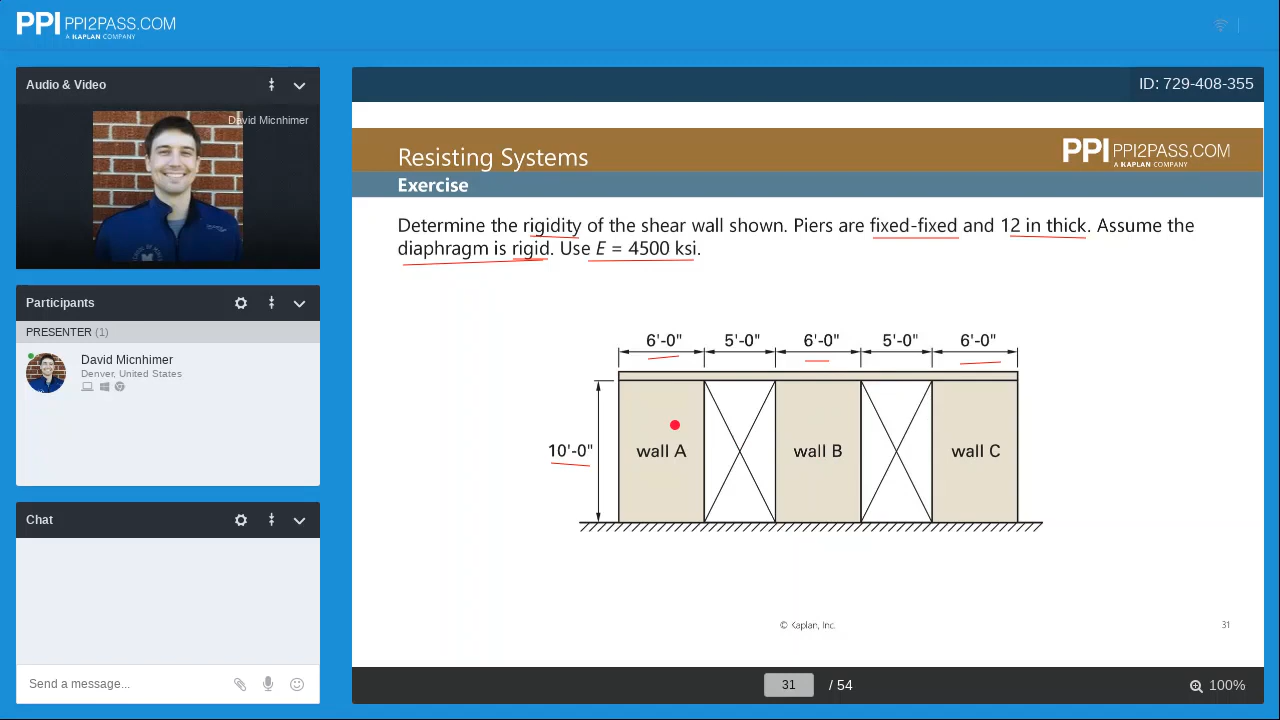 PPI PPI2PASS.COM
A KAPLAN COMPANY
Audio & Video
David Micnhimer
Participants
PRESENTER (1)
David Micnhimer
Denver, United States
Chat
Send a message...
ID: 729-408-355
Resisting Systems
PPI PPI2PASS.COM
A KAPLAN COMPANY
Exercise
Determine the rigidity of the shear wall shown. Piers are fixed-fixed and 12 in thick. Assume the
diaphragm is rigid. Use E = 4500 ksi.
6'-0" 5'-0" 6'-0" 5'-0" 6'-0"
10'-0" wall A wall B wall C
© Kaplan, Inc.
31
31 / 54
100%